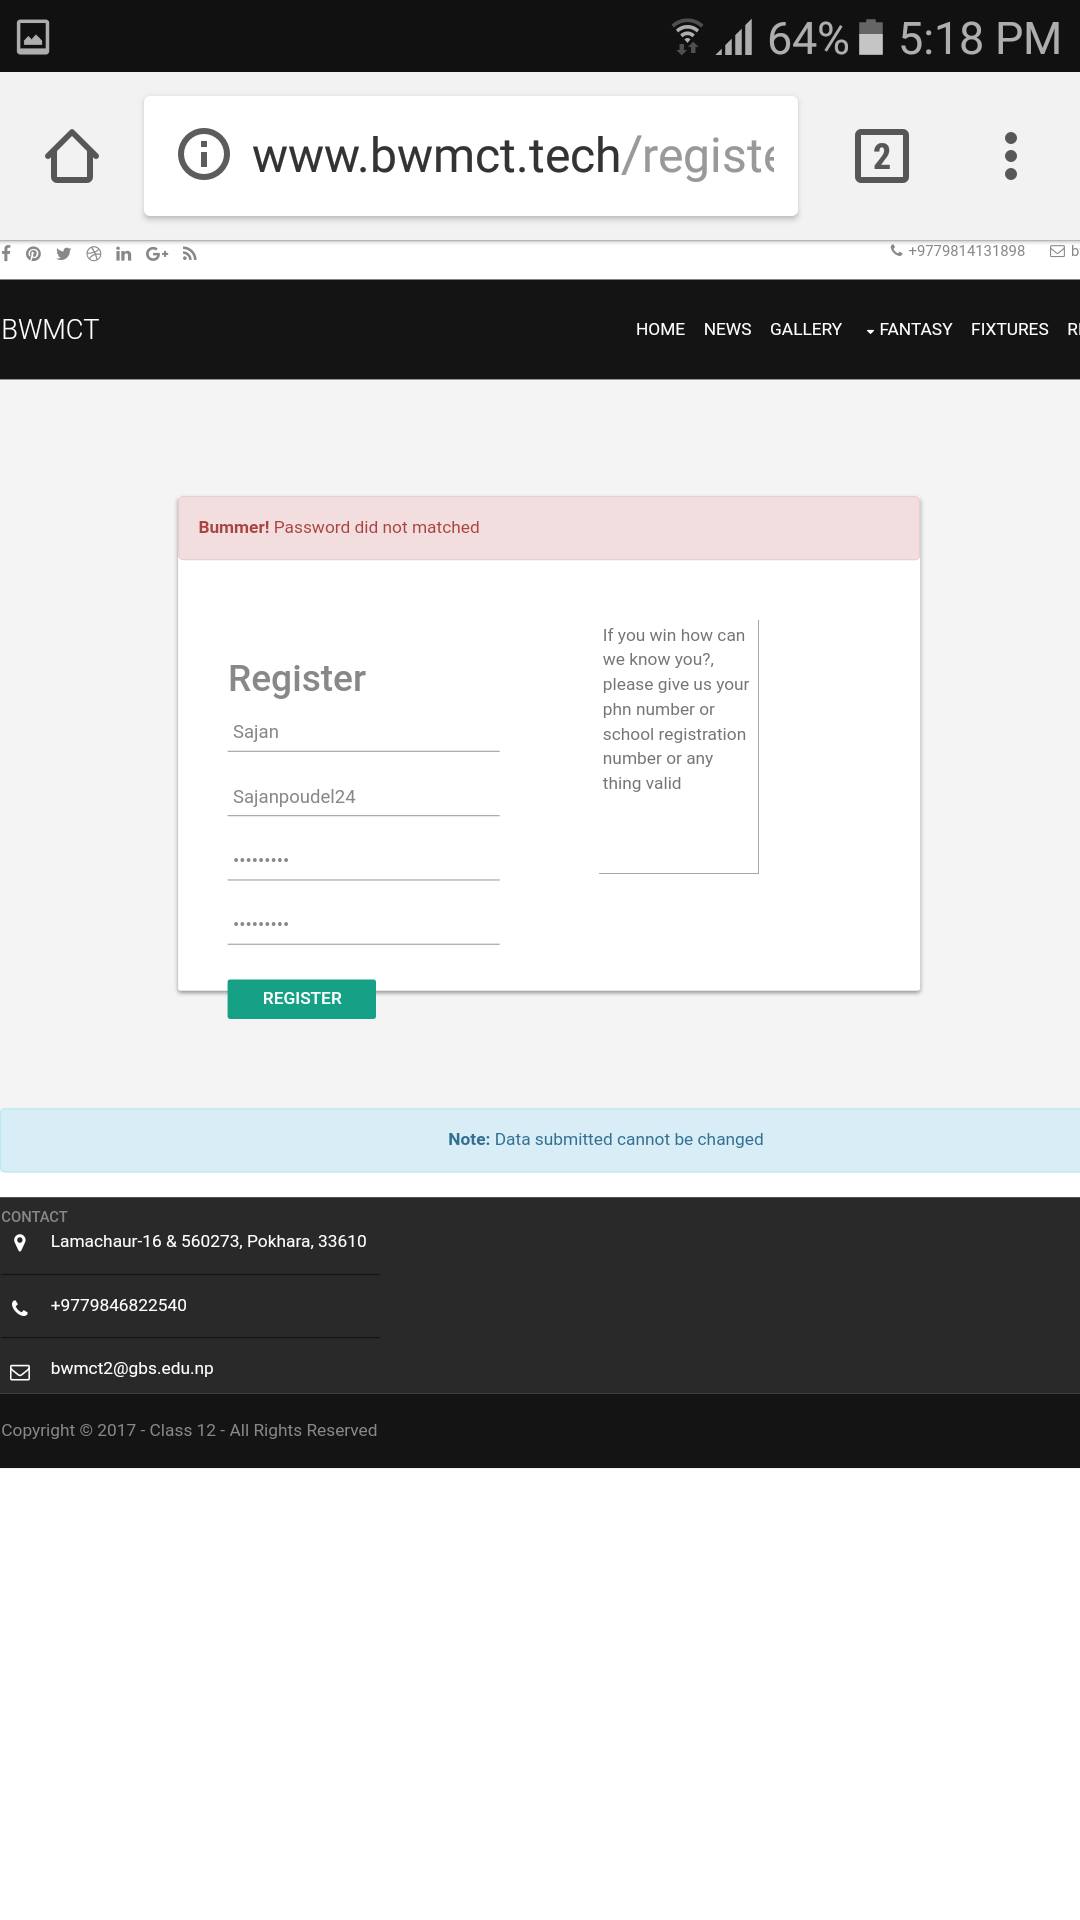 64% 5:18 PM
www.bwmct.tech/registe
2
+9779814131898 b
BWMCT HOME NEWS GALLERY FANTASY FIXTURES RE
Bummer! Password did not matched
Register
Sajan
Sajanpoudel24
•••••••••
•••••••••
REGISTER
If you win how can
we know you?,
please give us your
phn number or
school registration
number or any
thing valid
Note: Data submitted cannot be changed
CONTACT
Lamachaur-16 & 560273, Pokhara, 33610
+9779846822540
bwmct2@gbs.edu.np
Copyright © 2017 - Class 12 - All Rights Reserved